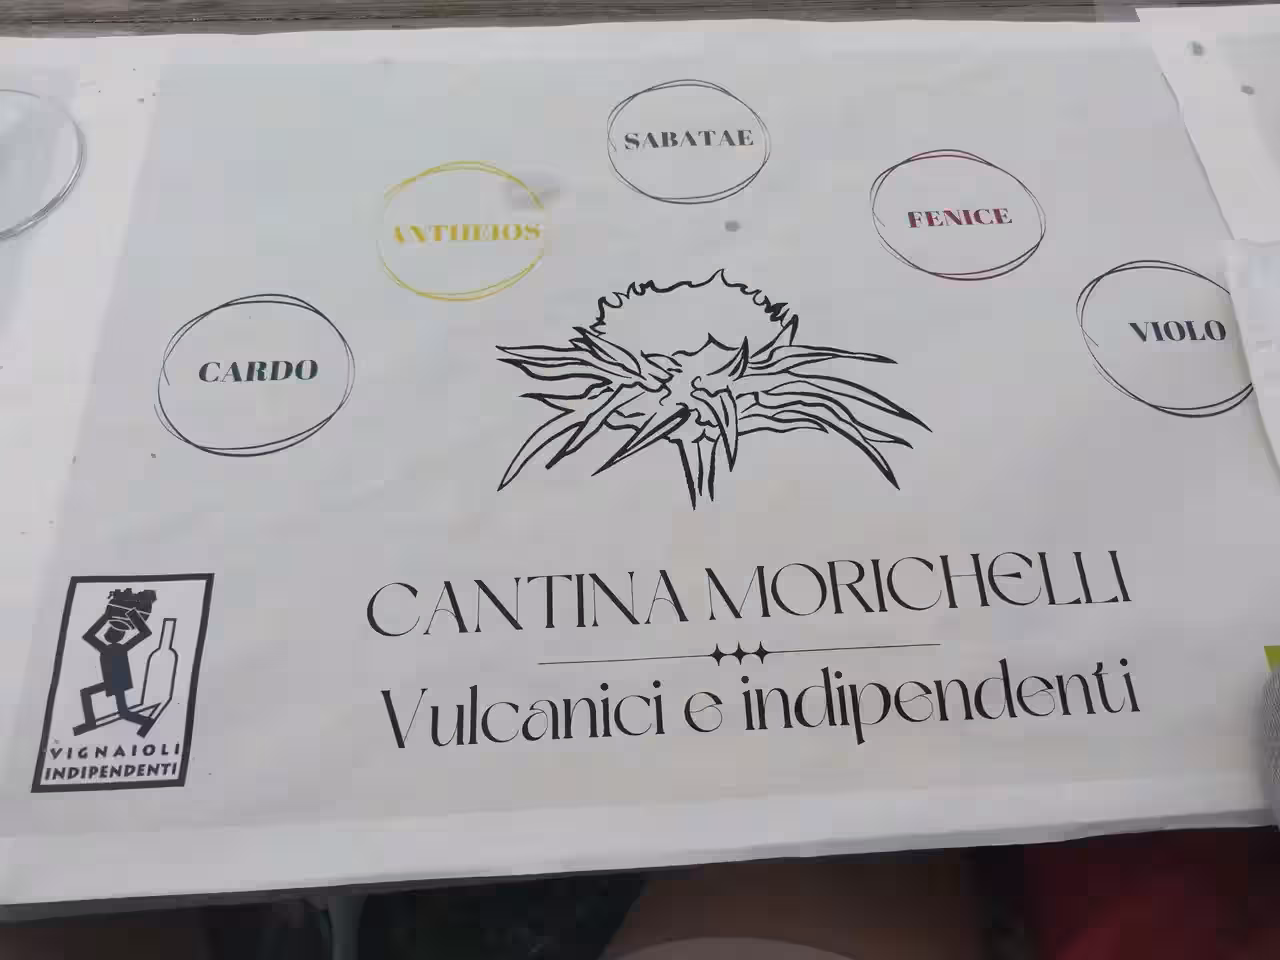 SABATAE
ANTHEIOS
FENICE
CARDO
VIOLO
CANTINA MORICHELLI
Vulcanici e indipendenti
VIGNAIOLI
INDIPENDENTI